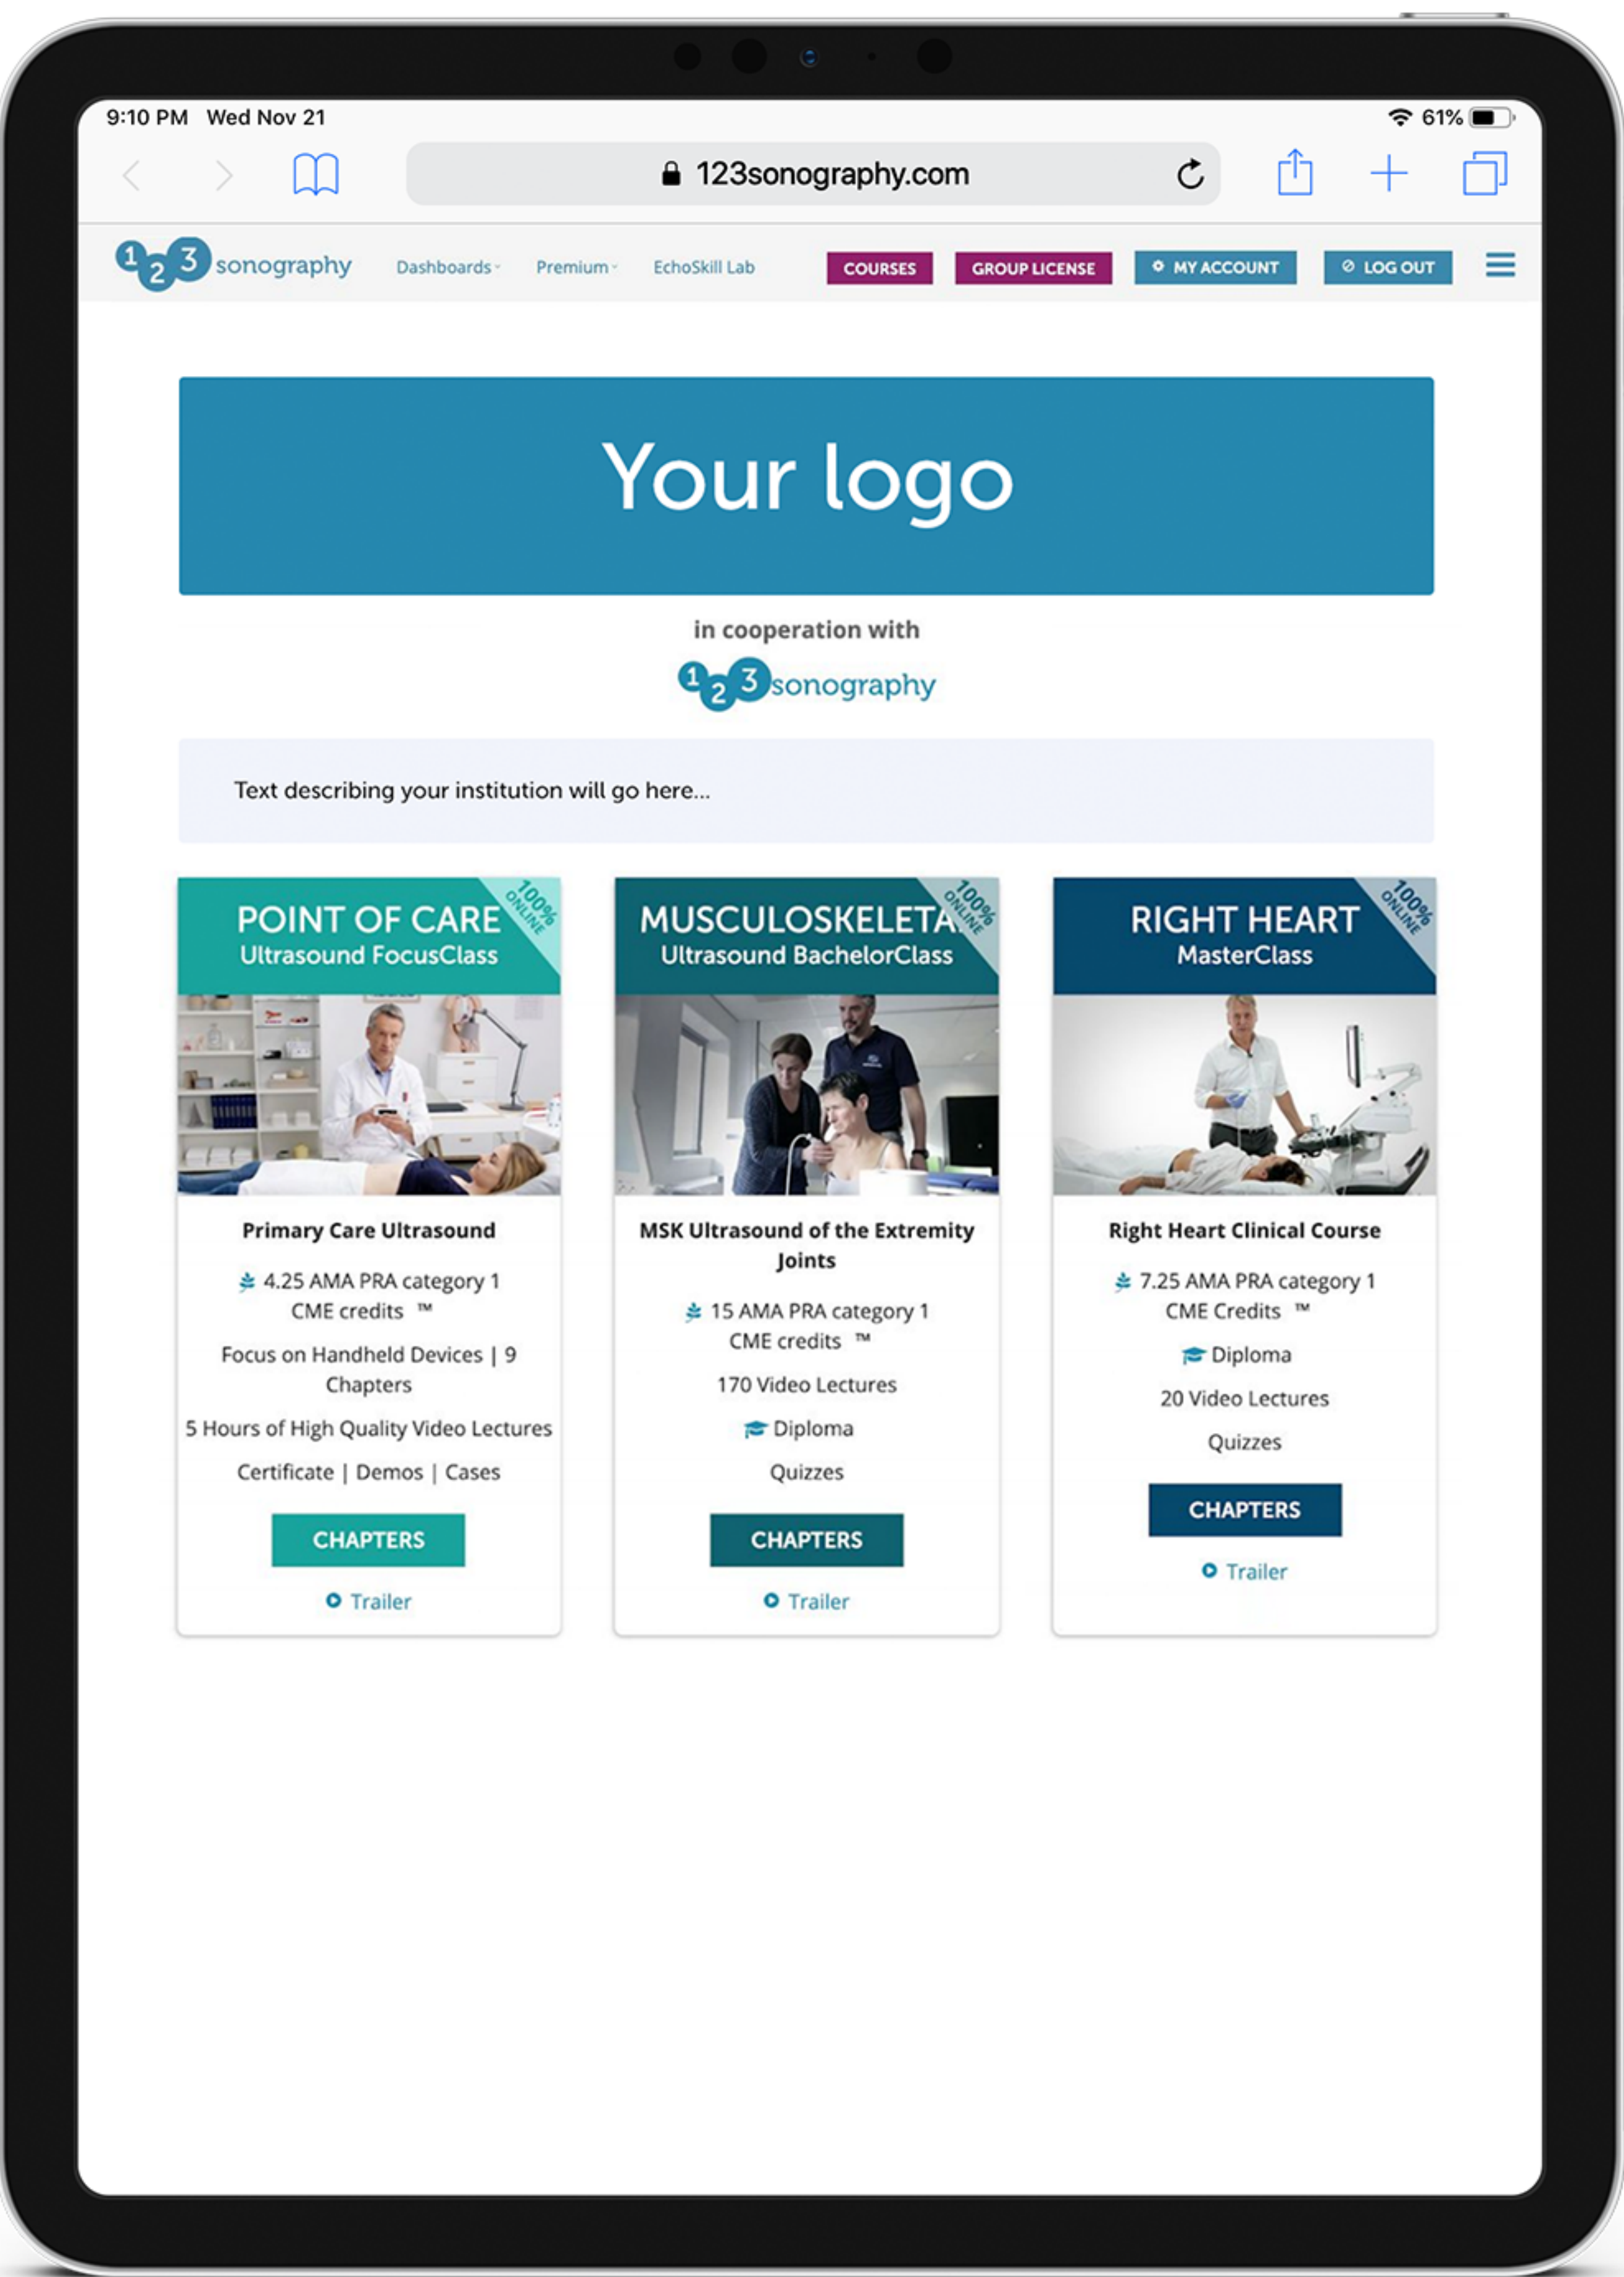 9:10 PM Wed Nov 21
61%
123sonography.com
1 2 3 sonography
Dashboards
Premium
EchoSkill Lab
COURSES
GROUP LICENSE
MY ACCOUNT
LOG OUT
Your logo
in cooperation with
1 2 3 sonography
Text describing your institution will go here...
POINT OF CARE
Ultrasound FocusClass
100%
ONLINE
Primary Care Ultrasound
4.25 AMA PRA category 1
CME credits ™
Focus on Handheld Devices | 9
Chapters
5 Hours of High Quality Video Lectures
Certificate | Demos | Cases
CHAPTERS
Trailer
MUSCULOSKELETA
Ultrasound BachelorClass
100%
ONLINE
MSK Ultrasound of the Extremity
Joints
15 AMA PRA category 1
CME credits ™
170 Video Lectures
Diploma
Quizzes
CHAPTERS
Trailer
RIGHT HEART
MasterClass
100%
ONLINE
Right Heart Clinical Course
7.25 AMA PRA category 1
CME Credits ™
Diploma
20 Video Lectures
Quizzes
CHAPTERS
Trailer